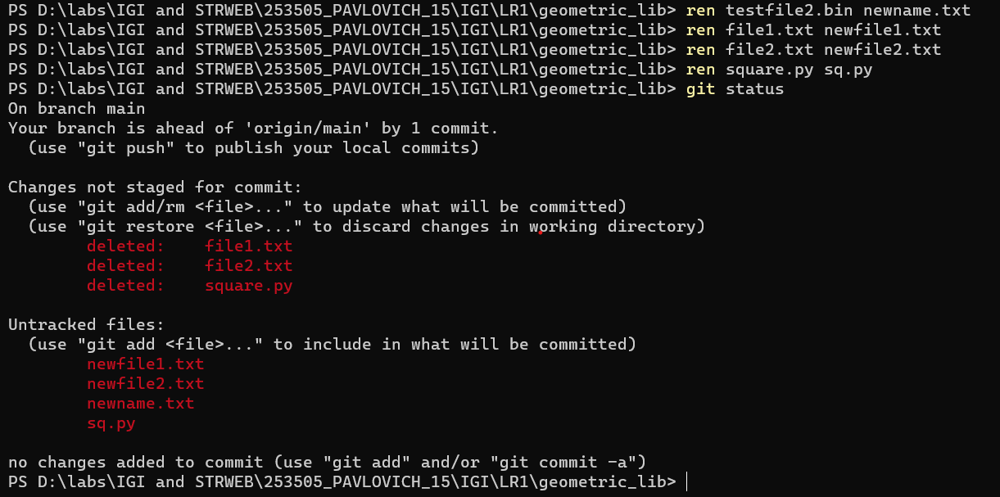 PS D:\labs\IGI and STRWEB\253505_PAVLOVICH_15\IGI\LR1\geometric_lib> ren testfile2.bin newname.txt
PS D:\labs\IGI and STRWEB\253505_PAVLOVICH_15\IGI\LR1\geometric_lib> ren file1.txt newfile1.txt
PS D:\labs\IGI and STRWEB\253505_PAVLOVICH_15\IGI\LR1\geometric_lib> ren file2.txt newfile2.txt
PS D:\labs\IGI and STRWEB\253505_PAVLOVICH_15\IGI\LR1\geometric_lib> ren square.py sq.py
PS D:\labs\IGI and STRWEB\253505_PAVLOVICH_15\IGI\LR1\geometric_lib> git status
On branch main
Your branch is ahead of 'origin/main' by 1 commit.
  (use "git push" to publish your local commits)

Changes not staged for commit:
  (use "git add/rm <file>..." to update what will be committed)
  (use "git restore <file>..." to discard changes in working directory)
        deleted:    file1.txt
        deleted:    file2.txt
        deleted:    square.py

Untracked files:
  (use "git add <file>..." to include in what will be committed)
        newfile1.txt
        newfile2.txt
        newname.txt
        sq.py

no changes added to commit (use "git add" and/or "git commit -a")
PS D:\labs\IGI and STRWEB\253505_PAVLOVICH_15\IGI\LR1\geometric_lib>